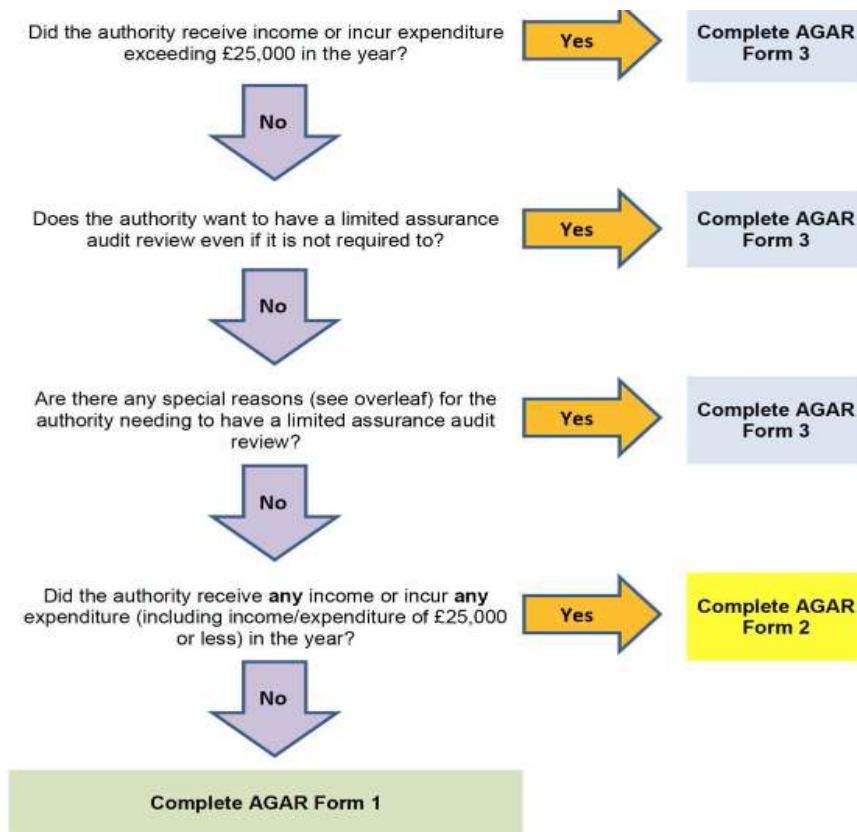 Did the authority receive income or incur expenditure
exceeding £25,000 in the year?
Yes
Complete AGAR
Form 3
No
Does the authority want to have a limited assurance
audit review even if it is not required to?
Yes
Complete AGAR
Form 3
No
Are there any special reasons (see overleaf) for the
authority needing to have a limited assurance audit
review?
Yes
Complete AGAR
Form 3
No
Did the authority receive any income or incur any
expenditure (including income/expenditure of £25,000
or less) in the year?
Yes
Complete AGAR
Form 2
No
Complete AGAR Form 1